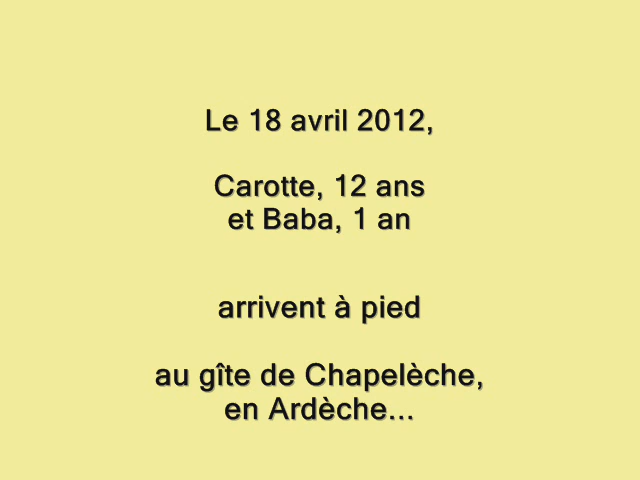 Le 18 avril 2012,
Carotte, 12 ans
et Baba, 1 an
arrivent à pied
au gîte de Chapelèche,
en Ardèche...